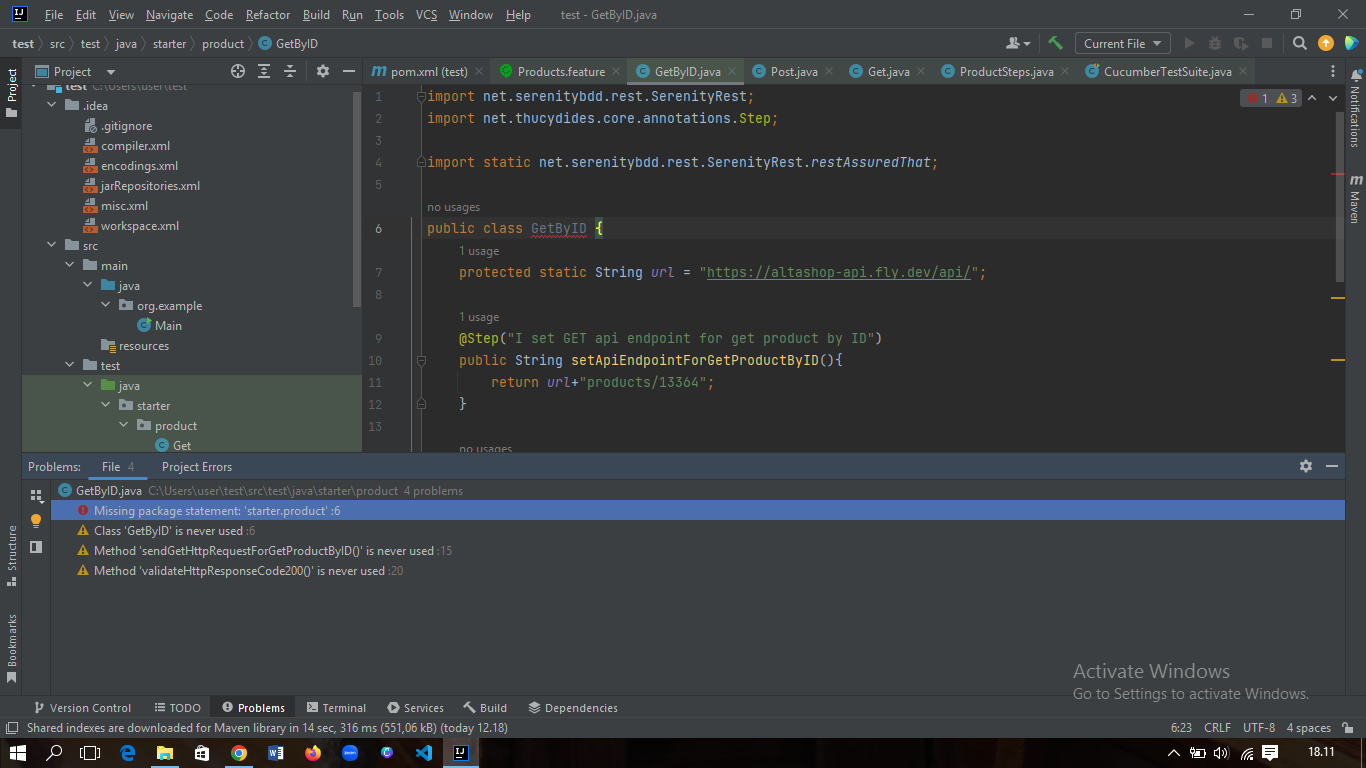 File Edit View Navigate Code Refactor Build Run Tools VCS Window Help test - GetByID.java
test src test java starter product GetByID Current File
Project pom.xml (test) Products.feature GetByID.java Post.java Get.java ProductSteps.java CucumberTestSuite.java
Project
Notifications
Maven
Structure
Bookmarks
test C:\Users\user\test
.idea
.gitignore
compiler.xml
encodings.xml
jarRepositories.xml
misc.xml
workspace.xml
src
main
java
org.example
Main
resources
test
java
starter
product
Get
1 import net.serenitybdd.rest.SerenityRest;
2 import net.thucydides.core.annotations.Step;
3
4 import static net.serenitybdd.rest.SerenityRest.restAssuredThat;
5
no usages
6 public class GetByID {
1 usage
7 protected static String url = "https://altashop-api.fly.dev/api/";
8
1 usage
9 @Step("I set GET api endpoint for get product by ID")
10 public String setApiEndpointForGetProductByID(){
11 return url+"products/13364";
12 }
13
no usages
1 3
Problems: File 4 Project Errors
GetByID.java C:\Users\user\test\src\test\java\starter\product 4 problems
Missing package statement: 'starter.product' :6
Class 'GetByID' is never used :6
Method 'sendGetHttpRequestForGetProductByID()' is never used :15
Method 'validateHttpResponseCode200()' is never used :20
Activate Windows
Go to Settings to activate Windows.
Version Control TODO Problems Terminal Services Build Dependencies
Shared indexes are downloaded for Maven library in 14 sec, 316 ms (551,06 kB) (today 12.18) 6:23 CRLF UTF-8 4 spaces
18.11